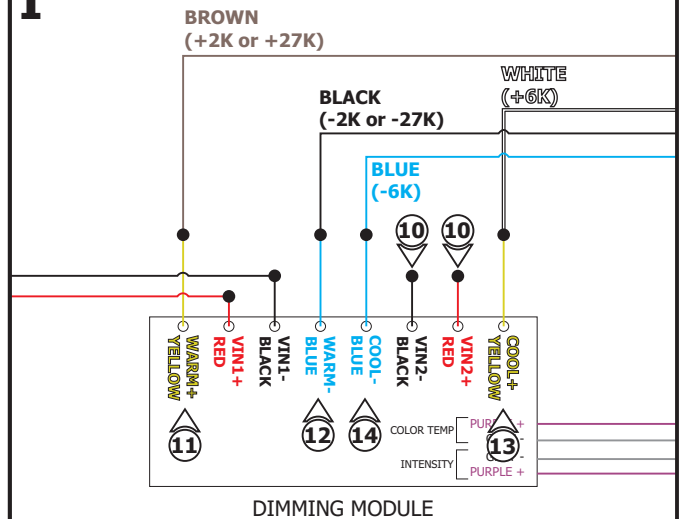 1
BROWN
(+2K or +27K)
WHITE
(+6K)
BLACK
(-2K or -27K)
BLUE
(-6K)
10
10
WARM+
YELLOW
VIN1+
RED
VIN1-
BLACK
WARM-
BLUE
COOL-
BLUE
VIN2-
BLACK
VIN2+
RED
COOL+
YELLOW
11
12
14
13
COLOR TEMP
+
-
INTENSITY
-
PURPLE +
DIMMING MODULE